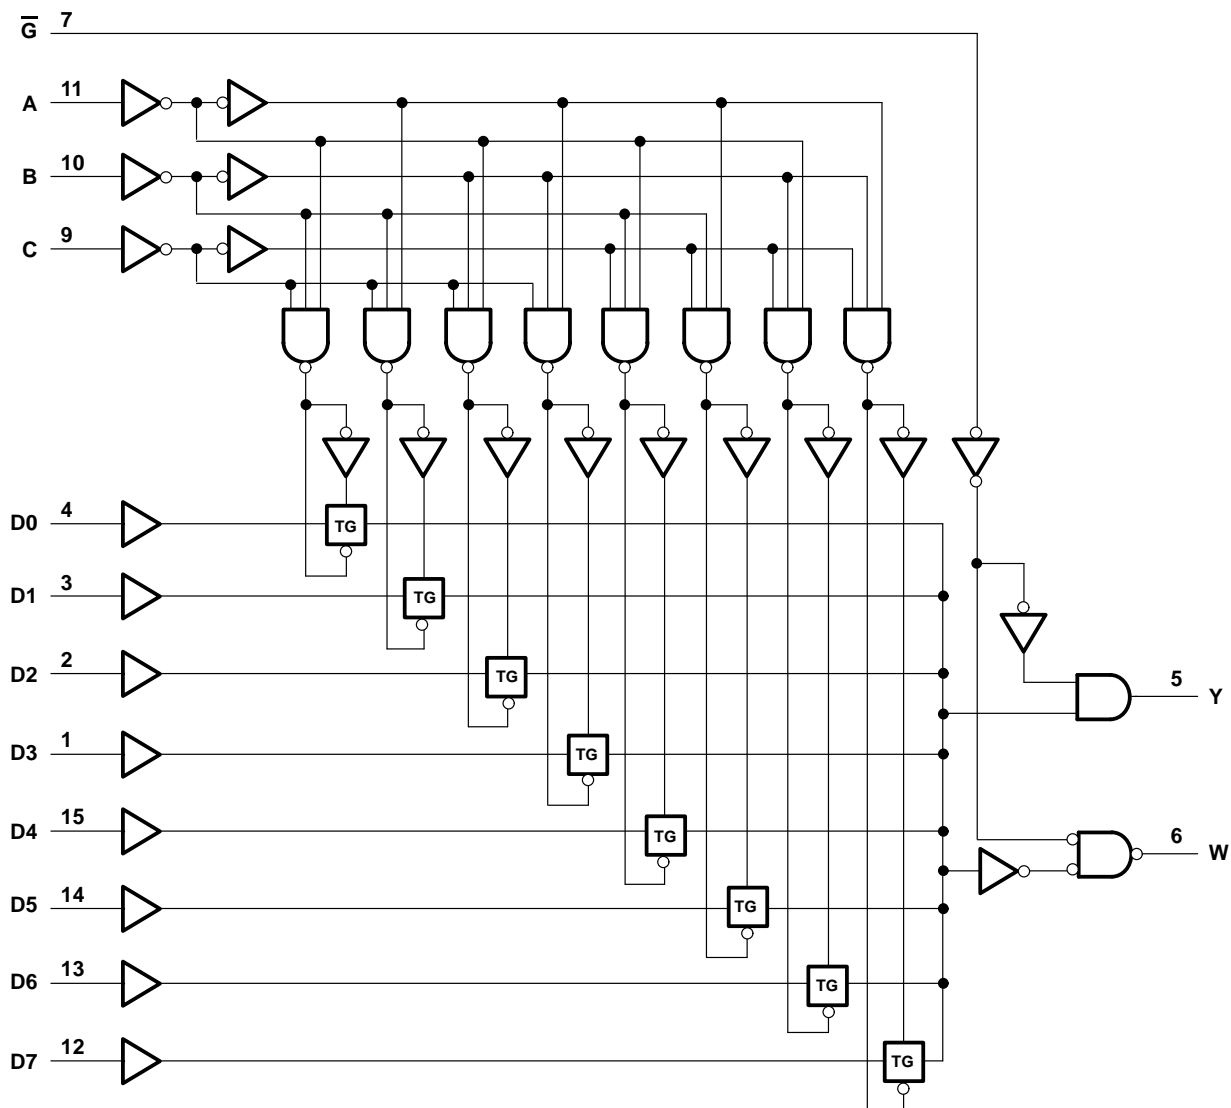 G̅ 7
A 11
B 10
C 9
D0 4
TG
D1 3
TG
D2 2
TG
5 Y
D3 1
TG
D4 15
TG
6 W
D5 14
TG
D6 13
TG
D7 12
TG